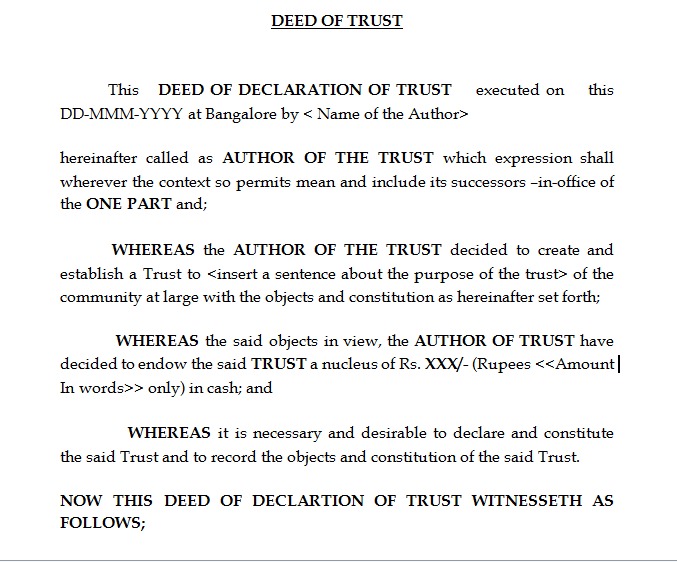 DEED OF TRUST
This DEED OF DECLARATION OF TRUST executed on this
DD-MMM-YYYY at Bangalore by < Name of the Author>
hereinafter called as AUTHOR OF THE TRUST which expression shall
wherever the context so permits mean and include its successors –in-office of
the ONE PART and;
WHEREAS the AUTHOR OF THE TRUST decided to create and
establish a Trust to <insert a sentence about the purpose of the trust> of the
community at large with the objects and constitution as hereinafter set forth;
WHEREAS the said objects in view, the AUTHOR OF TRUST have
decided to endow the said TRUST a nucleus of Rs. XXX/- (Rupees <<Amount
In words>> only) in cash; and
WHEREAS it is necessary and desirable to declare and constitute
the said Trust and to record the objects and constitution of the said Trust.
NOW THIS DEED OF DECLARTION OF TRUST WITNESSETH AS
FOLLOWS;